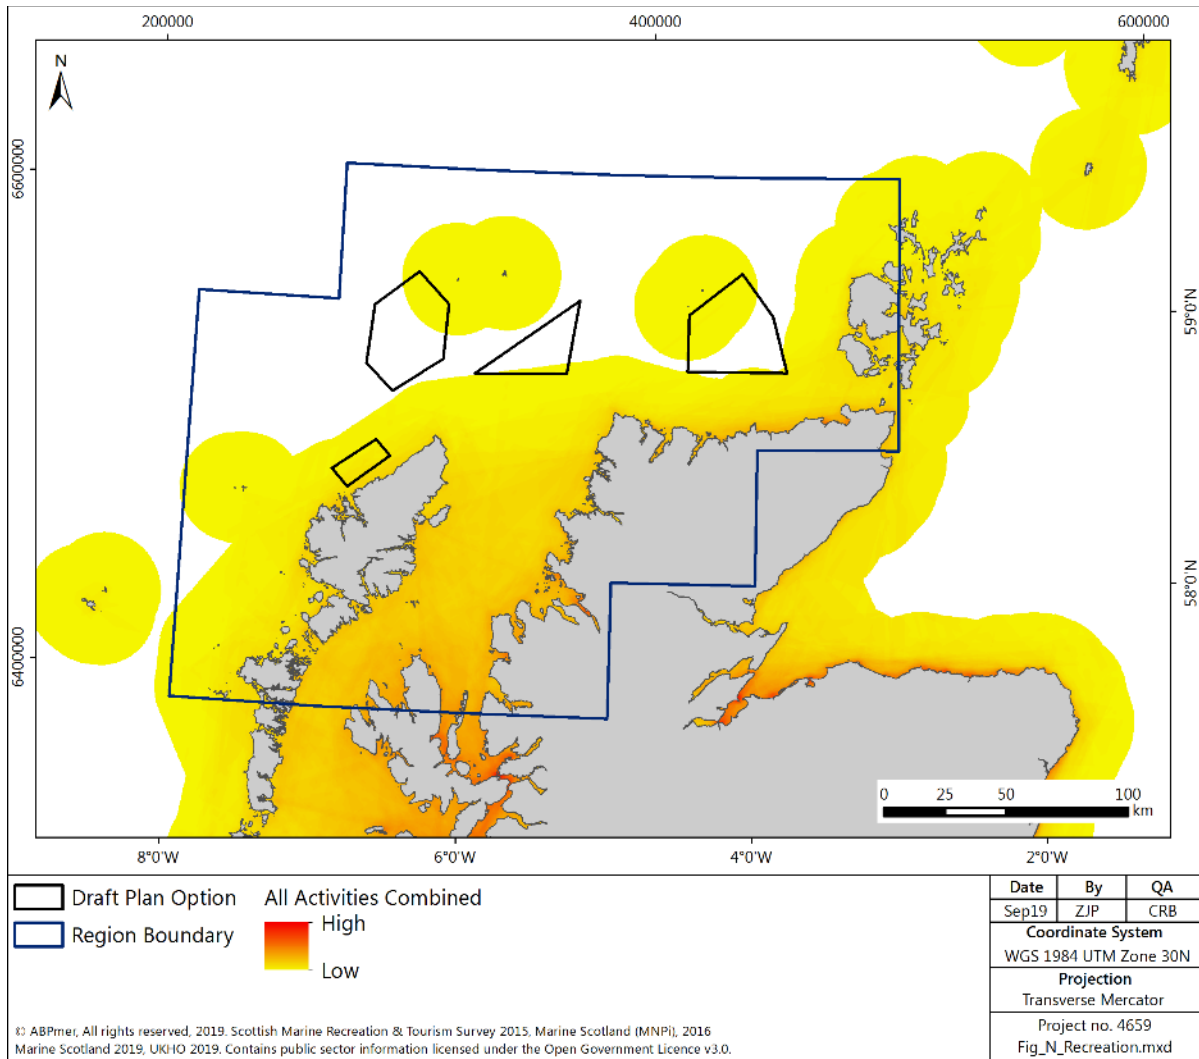 200000 400000 600000
N
6600000
6400000
59°0'N
58°0'N
0 25 50 100
km
8°0'W 6°0'W 4°0'W 2°0'W
Draft Plan Option
Region Boundary
All Activities Combined
High
Low
Date By QA
Sep19 ZJP CRB
Coordinate System
WGS 1984 UTM Zone 30N
Projection
Transverse Mercator
Project no. 4659
Fig_N_Recreation.mxd
© ABPmer, All rights reserved, 2019. Scottish Marine Recreation & Tourism Survey 2015, Marine Scotland (MNPi), 2016
Marine Scotland 2019, UKHO 2019. Contains public sector information licensed under the Open Government Licence v3.0.